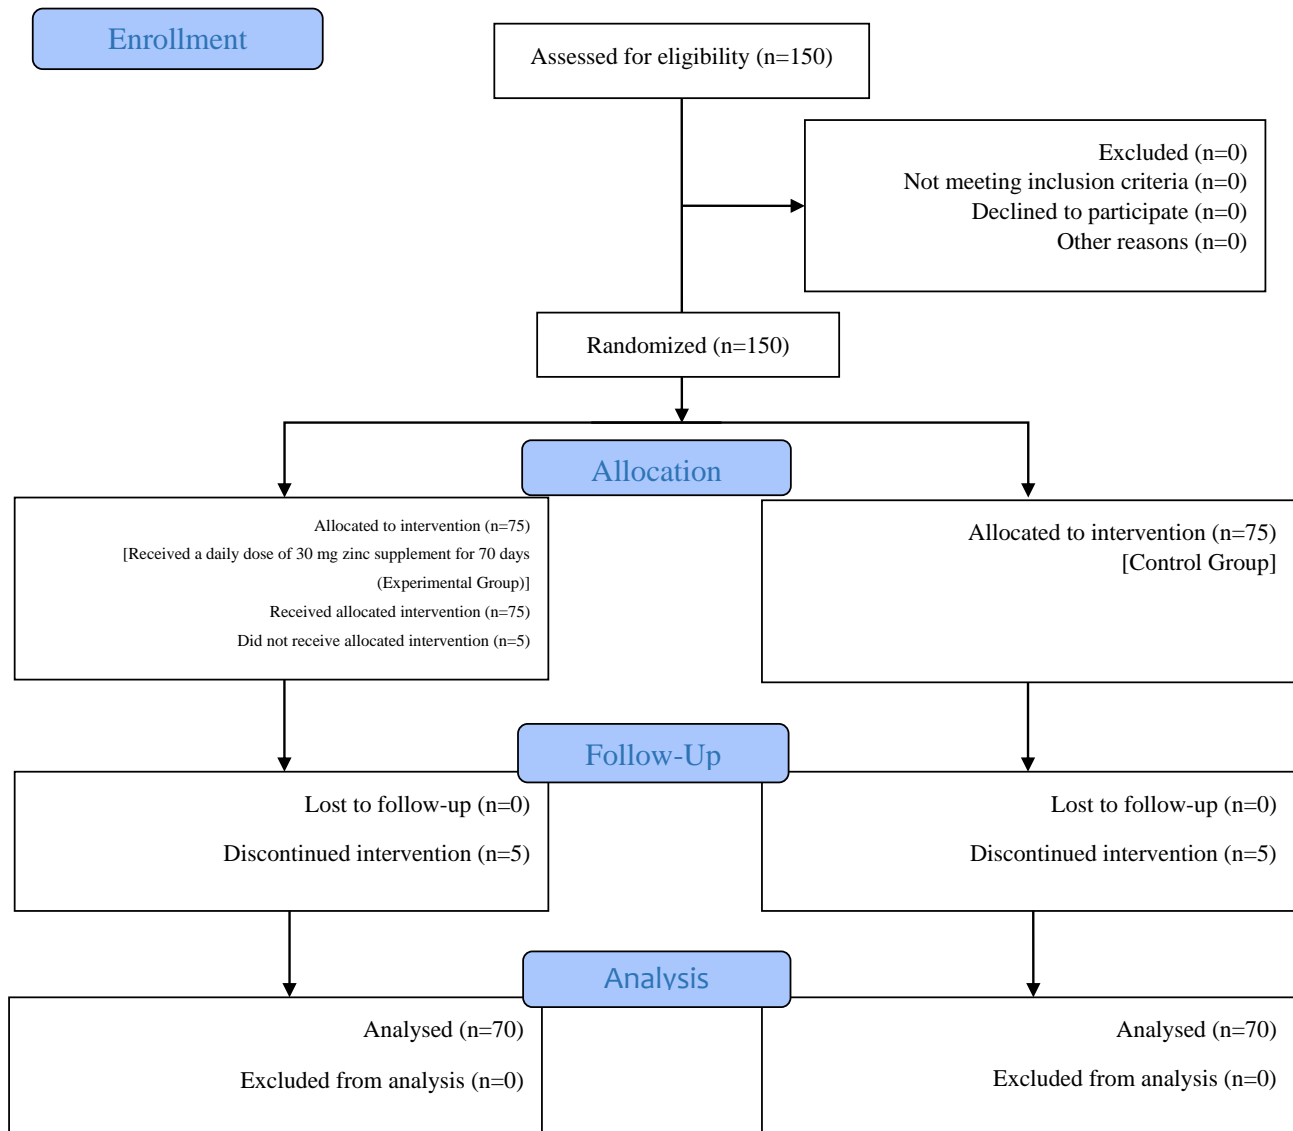 Enrollment
Assessed for eligibility (n=150)
Excluded (n=0)
Not meeting inclusion criteria (n=0)
Declined to participate (n=0)
Other reasons (n=0)
Randomized (n=150)
Allocation
Allocated to intervention (n=75)
[Received a daily dose of 30 mg zinc supplement for 70 days
(Experimental Group)]
Received allocated intervention (n=75)
Did not receive allocated intervention (n=5)
Allocated to intervention (n=75)
[Control Group]
Follow-Up
Lost to follow-up (n=0)
Discontinued intervention (n=5)
Lost to follow-up (n=0)
Discontinued intervention (n=5)
Analysis
Analysed (n=70)
Excluded from analysis (n=0)
Analysed (n=70)
Excluded from analysis (n=0)